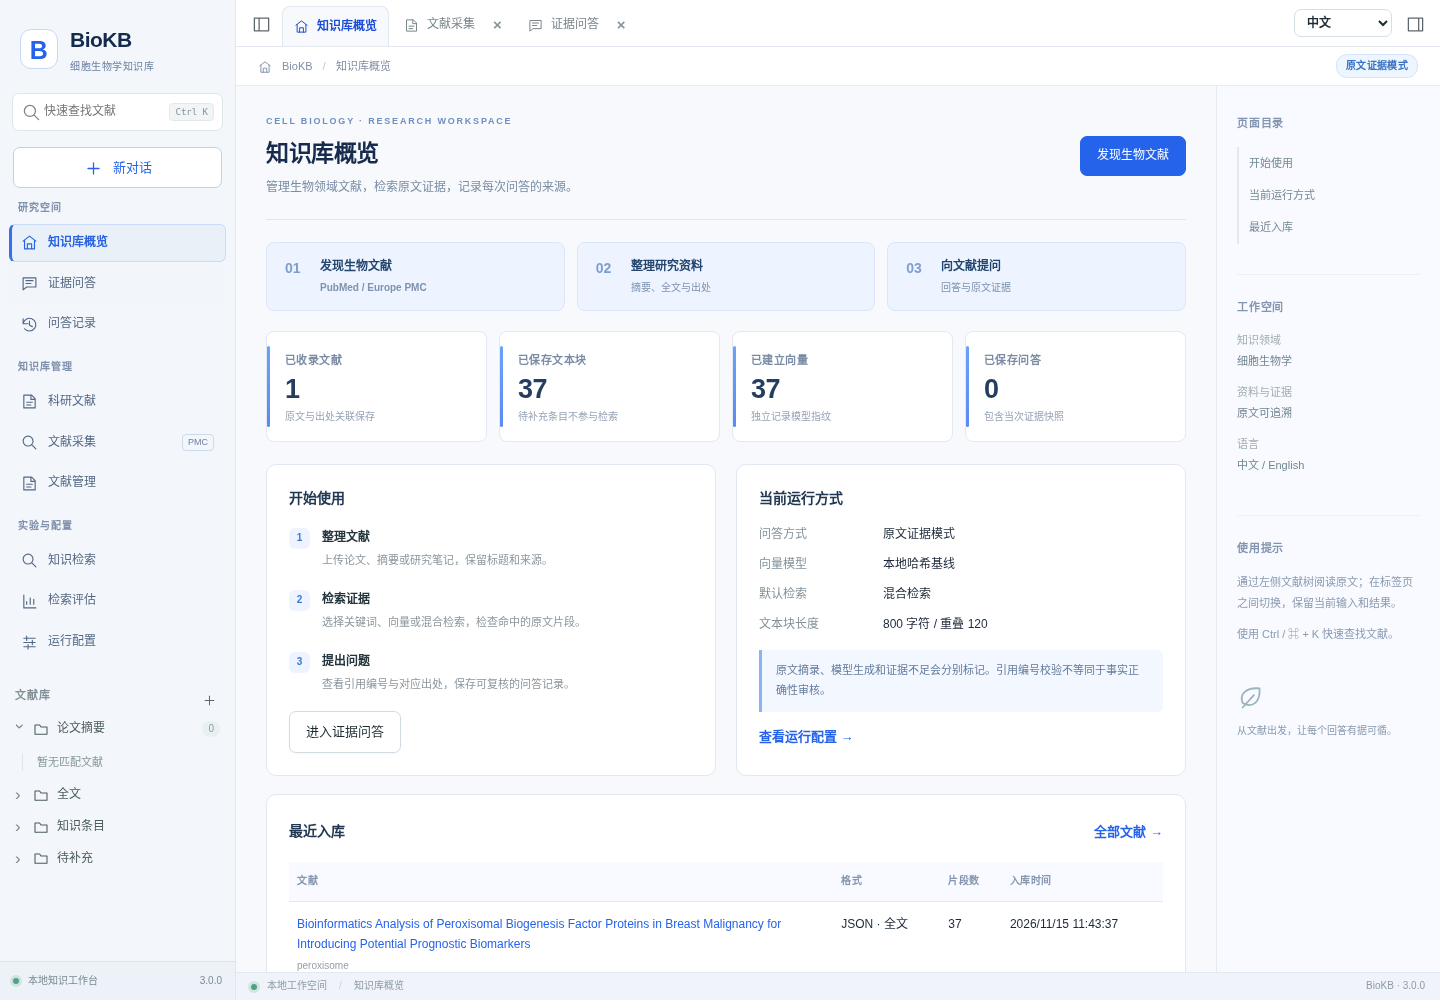 B
BioKB
细胞生物学知识库
快速查找文献
Ctrl K
新对话
研究空间
知识库概览
证据问答
问答记录
知识库管理
科研文献
文献采集
PMC
文献管理
实验与配置
知识检索
检索评估
运行配置
文献库
论文摘要
0
暂无匹配文献
全文
知识条目
待补充
本地知识工作台
3.0.0
知识库概览
文献采集 ×
证据问答 ×
中文
BioKB / 知识库概览
原文证据模式
CELL BIOLOGY · RESEARCH WORKSPACE
知识库概览
管理生物领域文献，检索原文证据，记录每次问答的来源。
发现生物文献
01
发现生物文献
PubMed / Europe PMC
02
整理研究资料
摘要、全文与出处
03
向文献提问
回答与原文证据
已收录文献
1
原文与出处关联保存
已保存文本块
37
待补充条目不参与检索
已建立向量
37
独立记录模型指纹
已保存问答
0
包含当次证据快照
开始使用
1
整理文献
上传论文、摘要或研究笔记，保留标题和来源。
2
检索证据
选择关键词、向量或混合检索，检查命中的原文片段。
3
提出问题
查看引用编号与对应出处，保存可复核的问答记录。
进入证据问答
当前运行方式
问答方式 原文证据模式
向量模型 本地哈希基线
默认检索 混合检索
文本块长度 800 字符 / 重叠 120
原文摘录、模型生成和证据不足会分别标记。引用编号校验不等同于事实正
确性审核。
查看运行配置 →
最近入库
全部文献 →
文献 格式 片段数 入库时间
Bioinformatics Analysis of Peroxisomal Biogenesis Factor Proteins in Breast Malignancy for
Introducing Potential Prognostic Biomarkers
JSON · 全文 37 2026/11/15 11:43:37
peroxisome
页面目录
开始使用
当前运行方式
最近入库
工作空间
知识领域
细胞生物学
资料与证据
原文可追溯
语言
中文 / English
使用提示
通过左侧文献树阅读原文；在标签页
之间切换，保留当前输入和结果。
使用 Ctrl / ⌘ + K 快速查找文献。
从文献出发，让每个回答有据可循。
本地工作空间 / 知识库概览
BioKB · 3.0.0